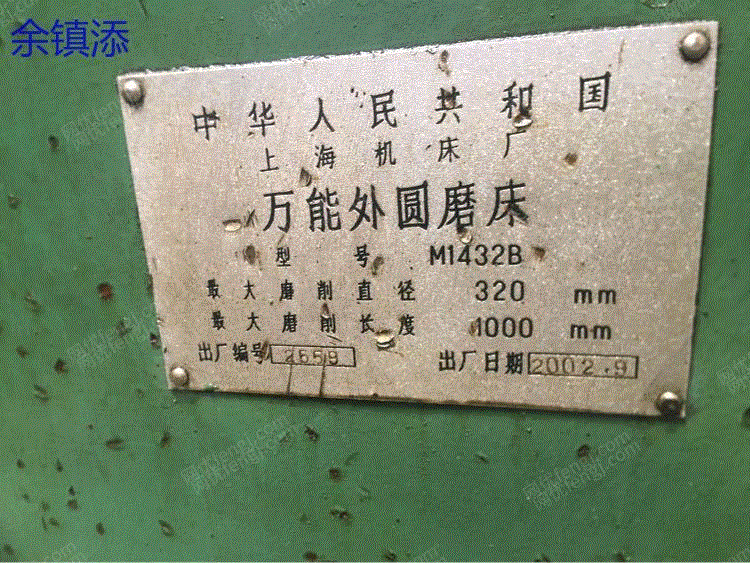 余镇添
中华人民共和国
上海机床厂
万能外圆磨床
型号 M1432B
最大磨削直径 320 mm
最大磨削长度 1000 mm
出厂编号 2659 出厂日期 2002.9